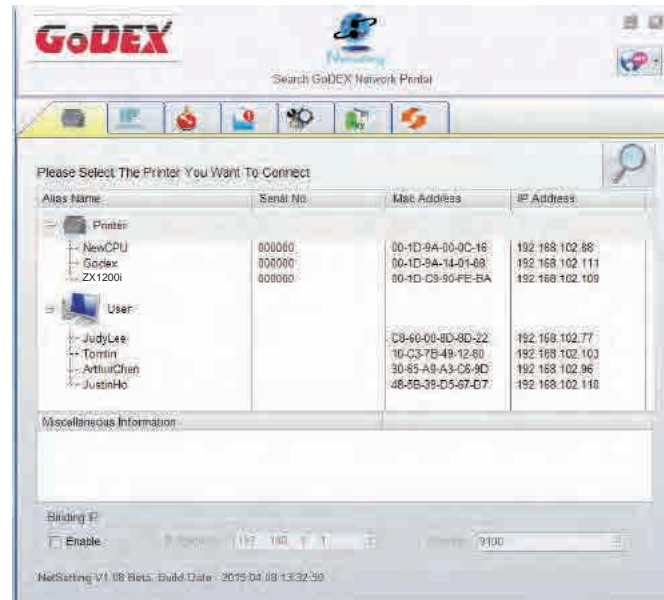 GoDEX
NetSetting
Search GoDEX Network Printer
Please Select The Printer You Want To Connect
Alias Name Serial No. Mac Address IP Address
Printer
NewCPU 000000 00-1D-9A-00-0C-16 192.168.102.68
Godex 000000 00-1D-9A-14-01-08 192.168.102.111
ZX1200i 000000 00-1D-C9-90-FE-BA 192.168.102.109
User
JudyLee C8-60-00-8D-8D-22 192.168.102.77
Tomlin 10-C3-7B-49-12-80 192.168.102.103
ArthurChen 30-85-A9-A3-C6-9D 192.168.102.96
JustinHo 48-5B-39-D5-67-D7 192.168.102.118
Miscellaneous Information
Binding IP
Enable 9100
NetSetting V1.08 Beta, Build Date : 2015.04.08 13:32:50